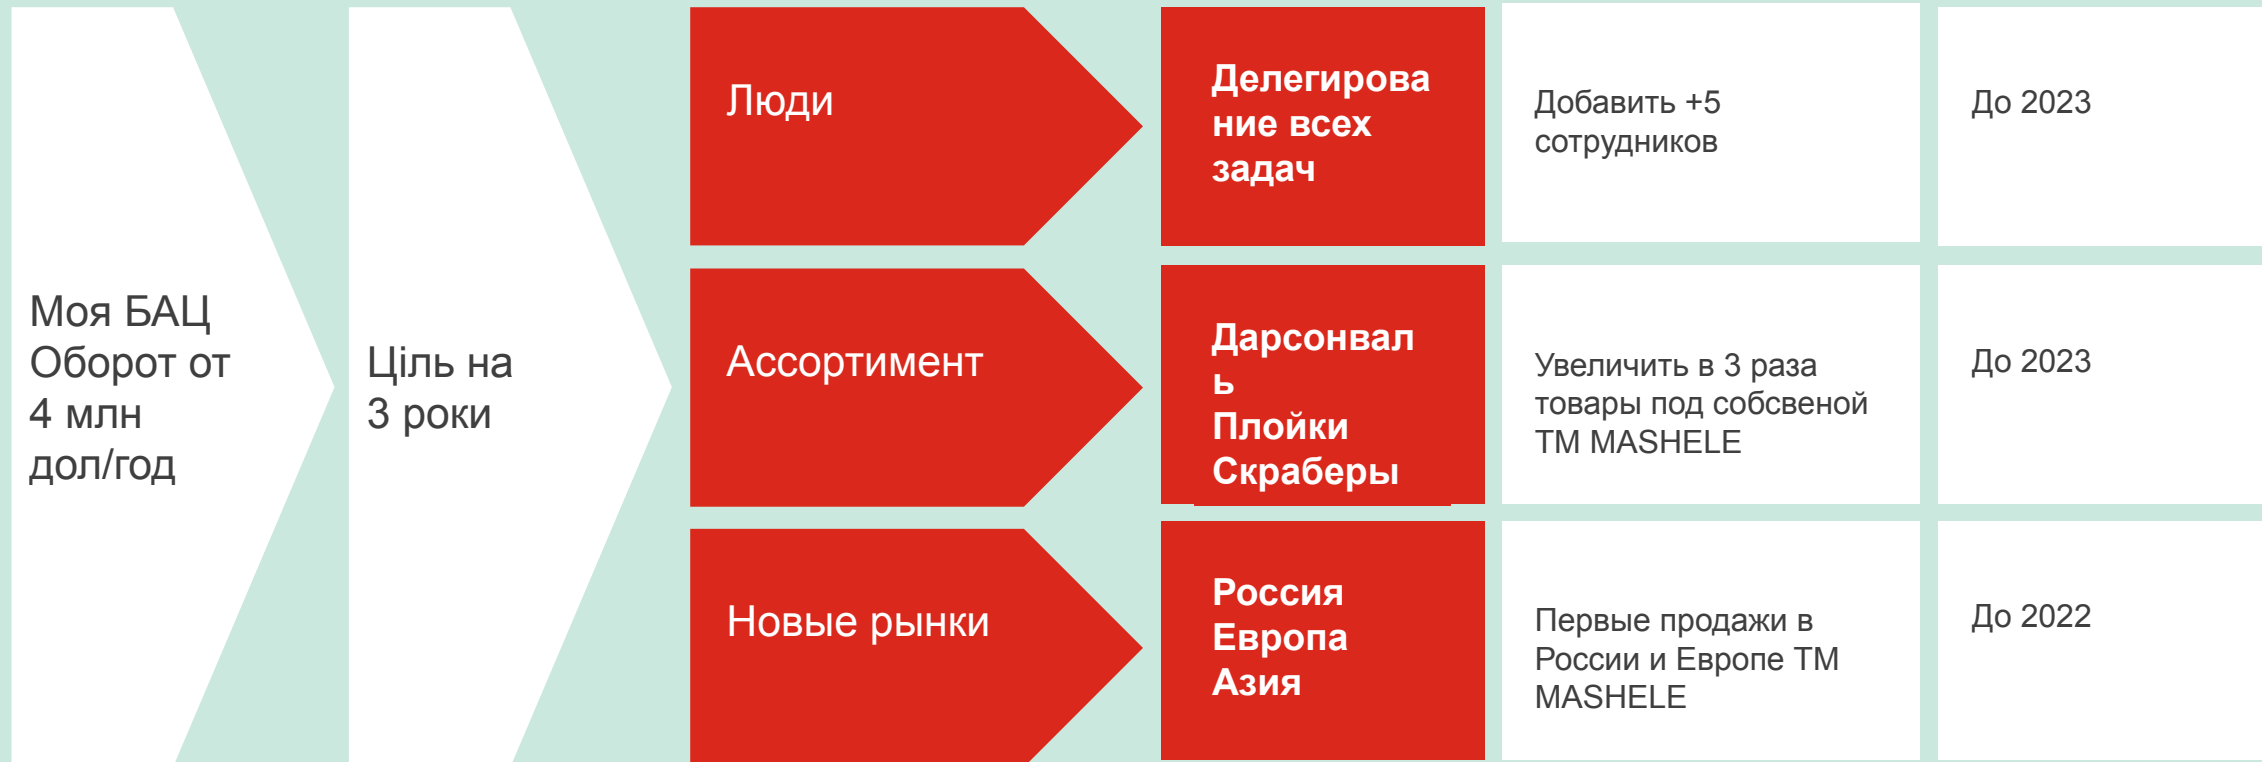 Моя БАЦ
Оборот от
4 млн
дол/год
Ціль на
3 роки
Люди
Делегирова
ние всех
задач
Добавить +5
сотрудников
До 2023
Ассортимент
Дарсонвал
ь
Плойки
Скраберы
Увеличить в 3 раза
товары под собсвеной
ТМ MASHELE
До 2023
Новые рынки
Россия
Европа
Азия
Первые продажи в
России и Европе ТМ
MASHELE
До 2022